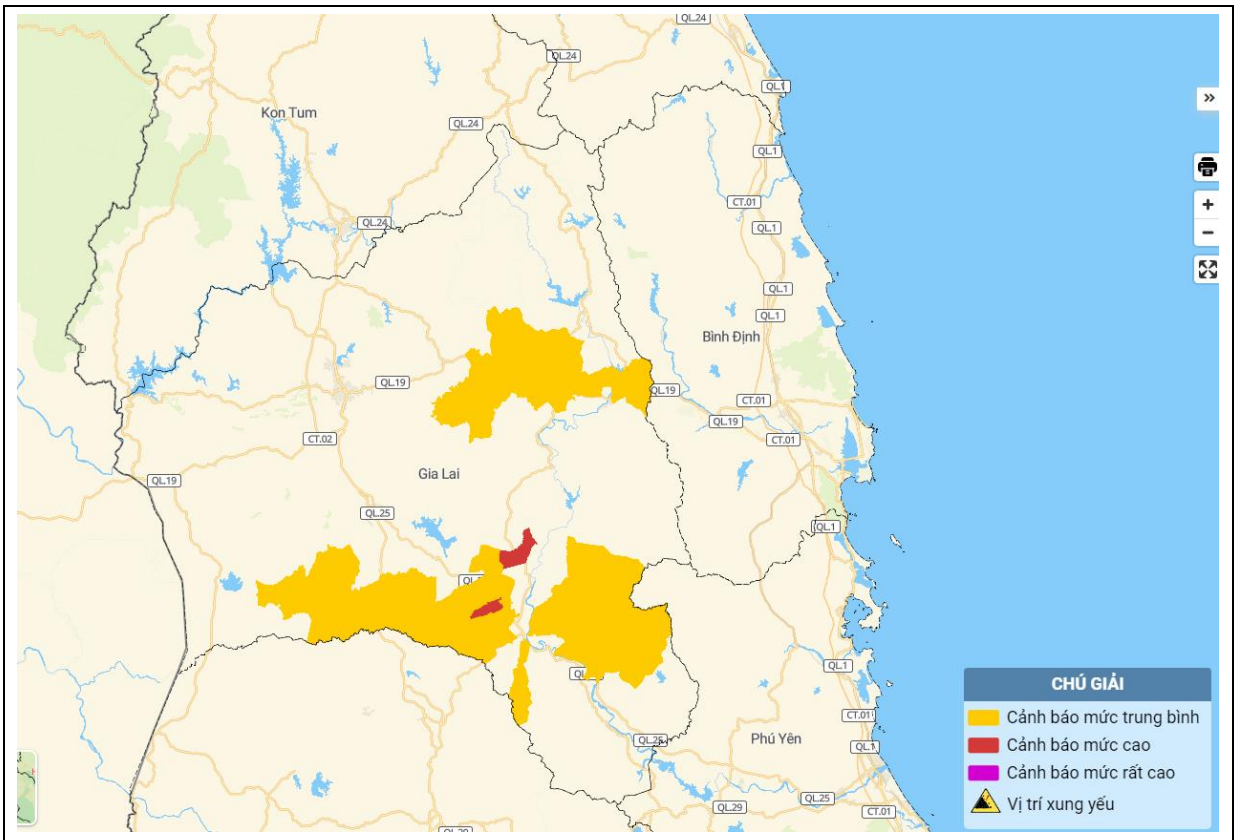 QL.24
QL.24
QL.1
Kon Tum
QL.24
QL.1
CT.01
QL.24
QL.1
QL.1
QL.1
Bình Định
QL.19
QL.19
CT.01
QL.19
CT.02
CT.01
Gia Lai
QL.19
QL.25
QL.1
QL.1
QL.25
CT.01
QL.1
Phú Yên
QL.29
QL.25
CT.01
CHÚ GIẢI
Cảnh báo mức trung bình
Cảnh báo mức cao
Cảnh báo mức rất cao
Vị trí xung yếu